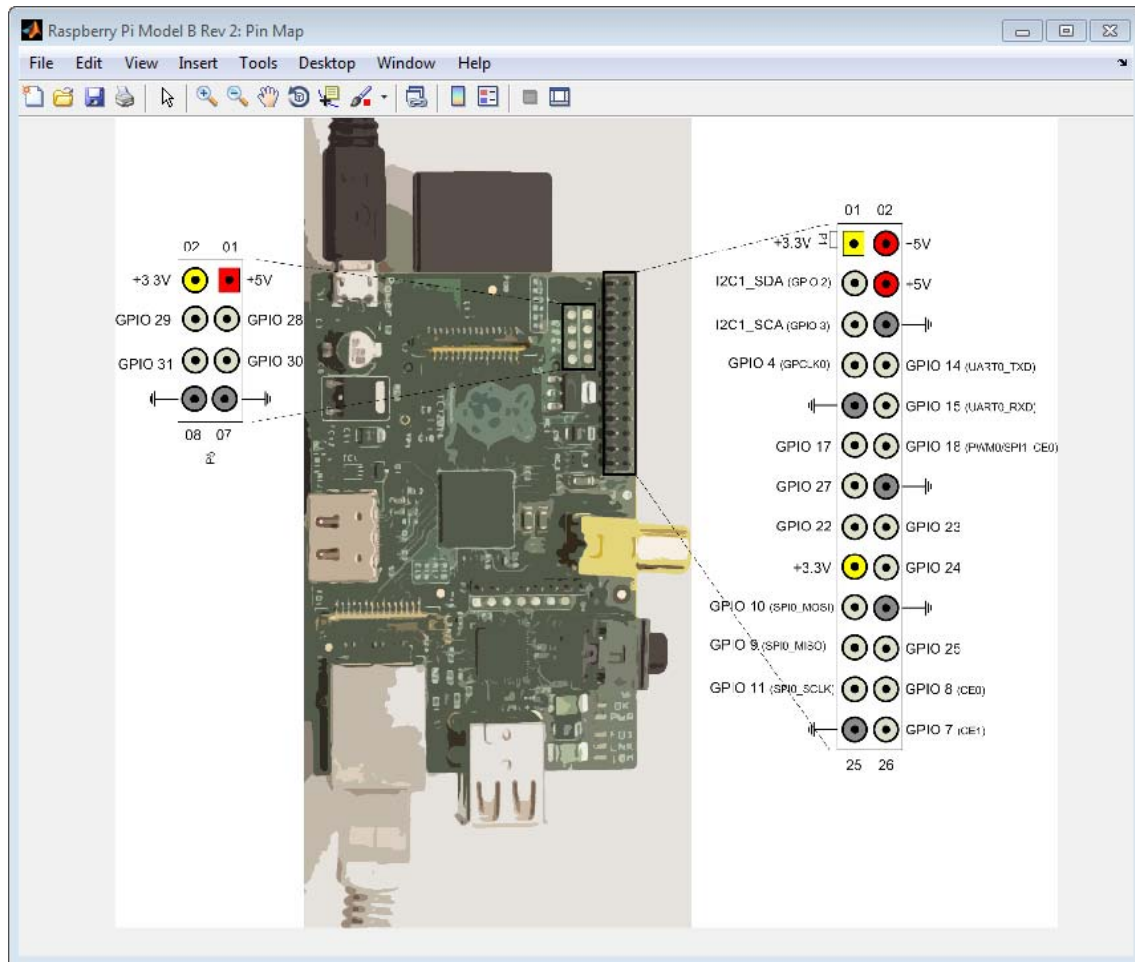 Raspberry Pi Model B Rev 2: Pin Map
File Edit View Insert Tools Desktop Window Help
02 01
+3.3V +5V
GPIO 29 GPIO 28
GPIO 31 GPIO 30
08 07
01 02
+3.3V P1 +5V
I2C1_SDA (GPIO 2) +5V
I2C1_SCA (GPIO 3)
GPIO 4 (GPCLK0) GPIO 14 (UART0_TXD)
GPIO 15 (UART0_RXD)
GPIO 17 GPIO 18 (PWM0/SPI1_CE0)
GPIO 27
GPIO 22 GPIO 23
+3.3V GPIO 24
GPIO 10 (SPI0_MOSI)
GPIO 9 (SPI0_MISO) GPIO 25
GPIO 11 (SPI0_SCLK) GPIO 8 (CE0)
GPIO 7 (CE1)
25 26
OK
PWR